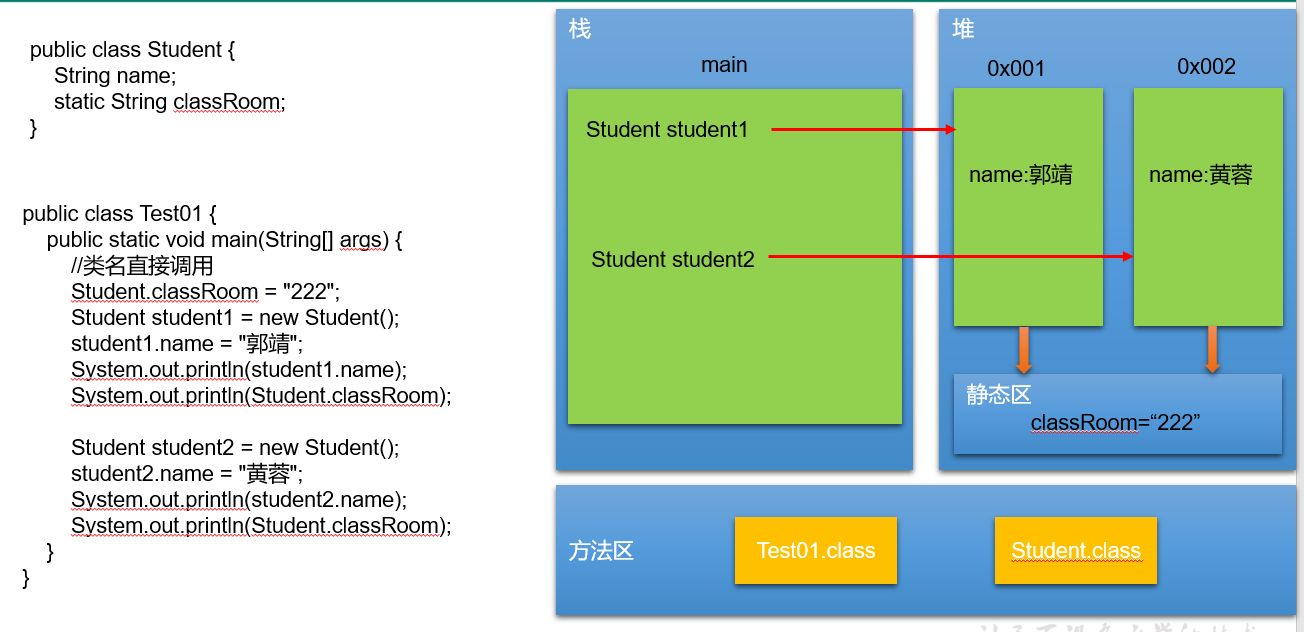 public class Student {
String name;
static String classRoom;
}
public class Test01 {
public static void main(String[] args) {
//类名直接调用
Student.classRoom = "222";
Student student1 = new Student();
student1.name = "郭靖";
System.out.println(student1.name);
System.out.println(Student.classRoom);
Student student2 = new Student();
student2.name = "黄蓉";
System.out.println(student2.name);
System.out.println(Student.classRoom);
}
}
栈
main
Student student1
Student student2
堆
0x001
0x002
name:郭靖
name:黄蓉
静态区
classRoom=“222”
方法区
Test01.class
Student.class